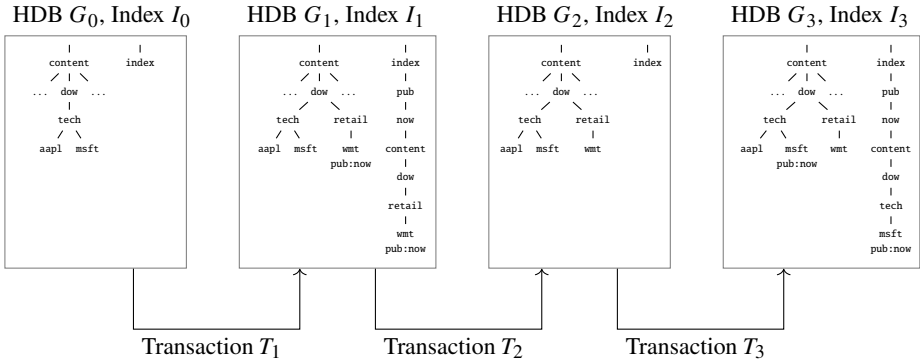 HDB G₀, Index I₀ HDB G₁, Index I₁ HDB G₂, Index I₂ HDB G₃, Index I₃
content index content index content index content index
... dow ... ... dow ... pub ... dow ... ... dow ... pub
tech tech retail now tech retail tech retail now
aapl msft aapl msft wmt content aapl msft wmt aapl msft wmt content
pub:now pub:now
dow dow
retail tech
wmt msft
pub:now pub:now
Transaction T₁ Transaction T₂ Transaction T₃